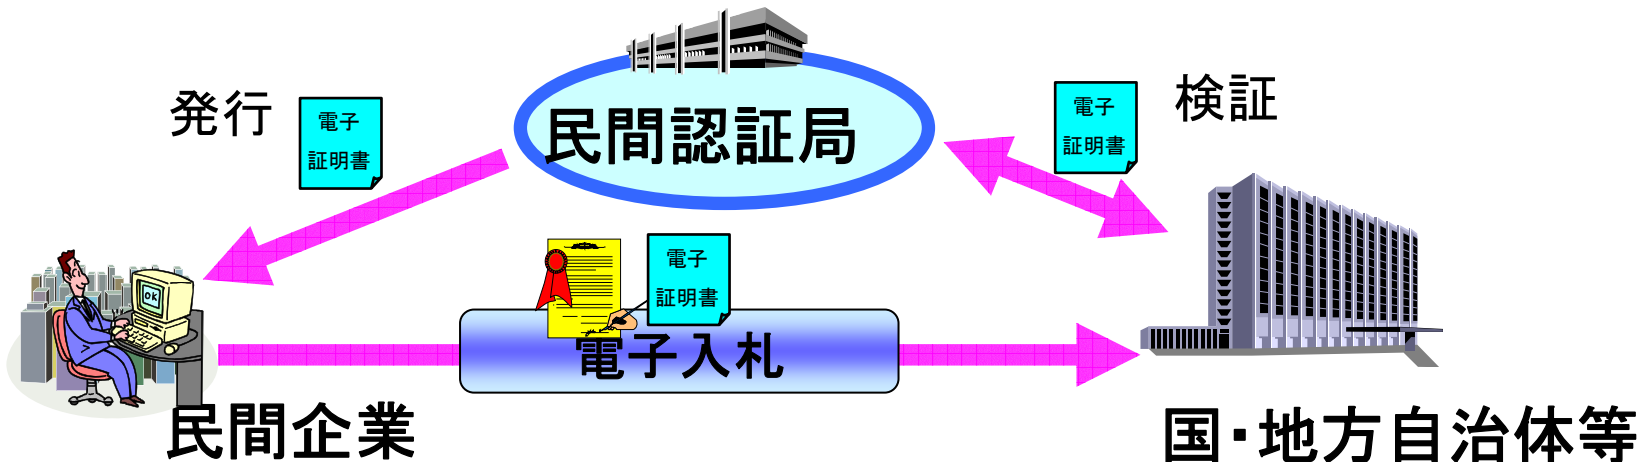 発行
電子
証明書
民間認証局
電子
証明書
検証
電子
証明書
OK
電子入札
民間企業
国・地方自治体等